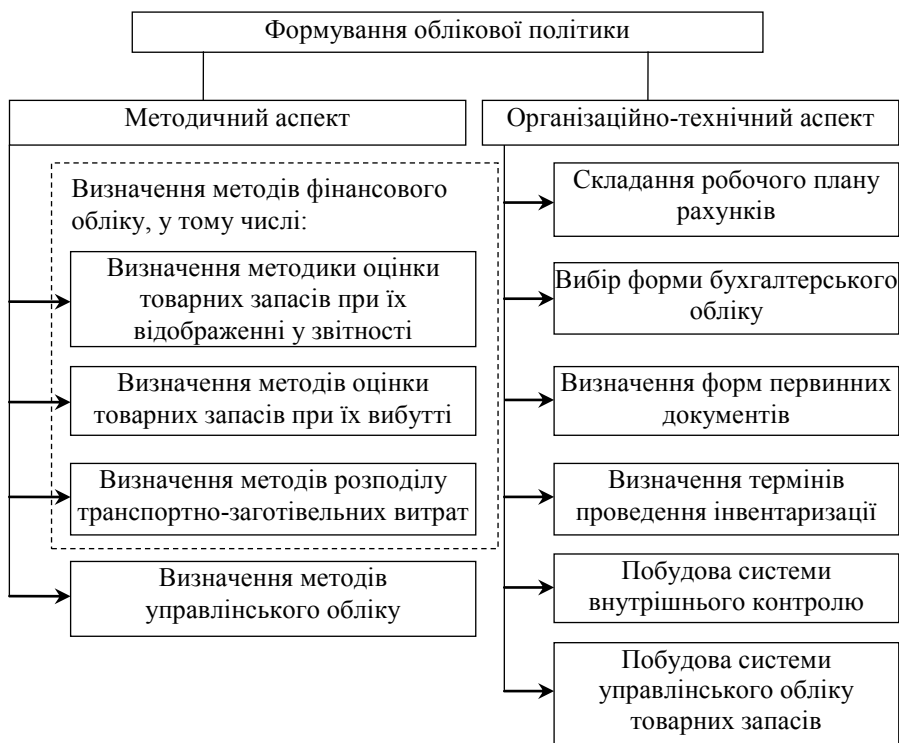 Формування облікової політики
Методичний аспект
Визначення методів фінансового
обліку, у тому числі:
Визначення методики оцінки
товарних запасів при їх
відображенні у звітності
Визначення методів оцінки
товарних запасів при їх вибутті
Визначення методів розподілу
транспортно-заготівельних витрат
Визначення методів
управлінського обліку
Організаційно-технічний аспект
Складання робочого плану
рахунків
Вибір форми бухгалтерського
обліку
Визначення форм первинних
документів
Визначення термінів
проведення інвентаризації
Побудова системи
внутрішнього контролю
Побудова системи
управлінського обліку
товарних запасів